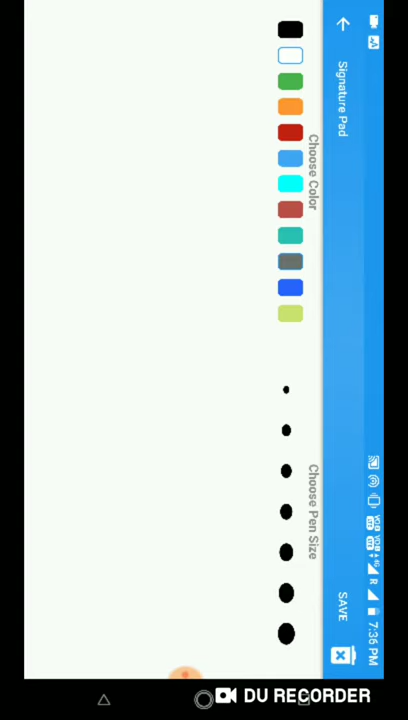 7:36 PM
Signature Pad
SAVE
Choose Color
Choose Pen Size
DU RECORDER